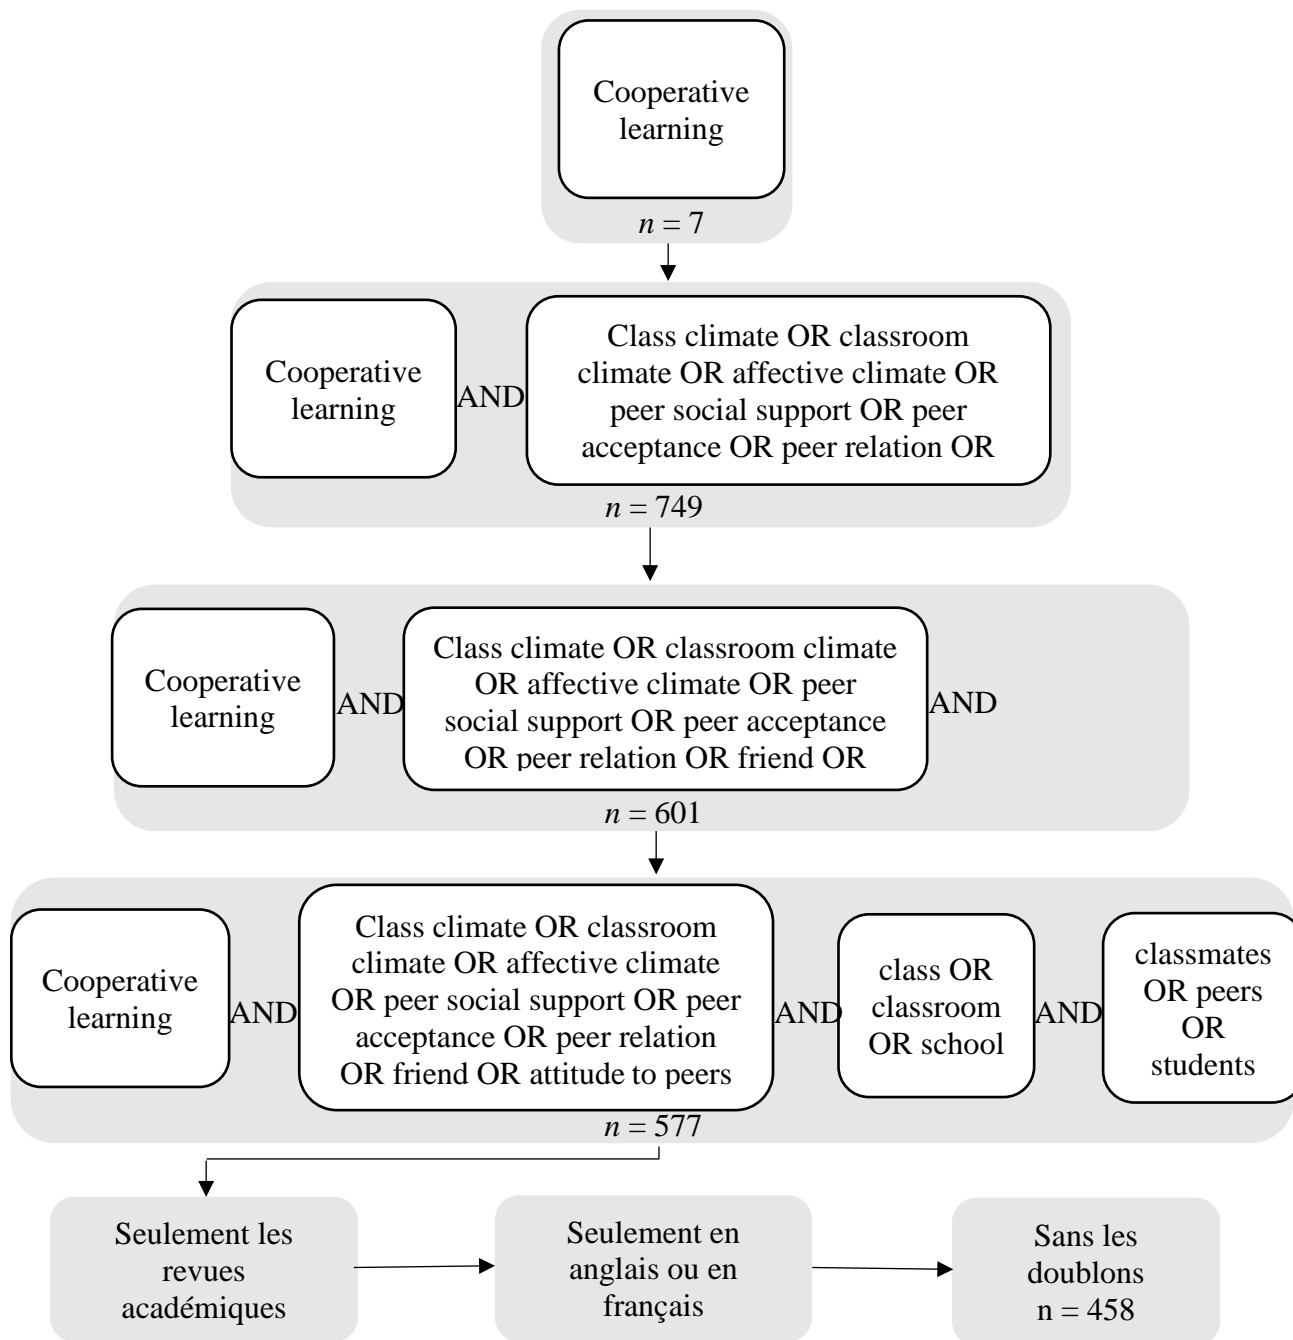 Cooperative
learning
n = 7
Cooperative
learning
AND
Class climate OR classroom
climate OR affective climate OR
peer social support OR peer
acceptance OR peer relation OR
n = 749
Cooperative
learning
AND
Class climate OR classroom climate
OR affective climate OR peer
social support OR peer acceptance
OR peer relation OR friend OR
AND
n = 601
Cooperative
learning
AND
Class climate OR classroom
climate OR affective climate
OR peer social support OR peer
acceptance OR peer relation
OR friend OR attitude to peers
AND
class OR
classroom
OR school
AND
classmates
OR peers
OR
students
n = 577
Seulement les
revues
académiques
Seulement en
anglais ou en
français
Sans les
doublons
n = 458